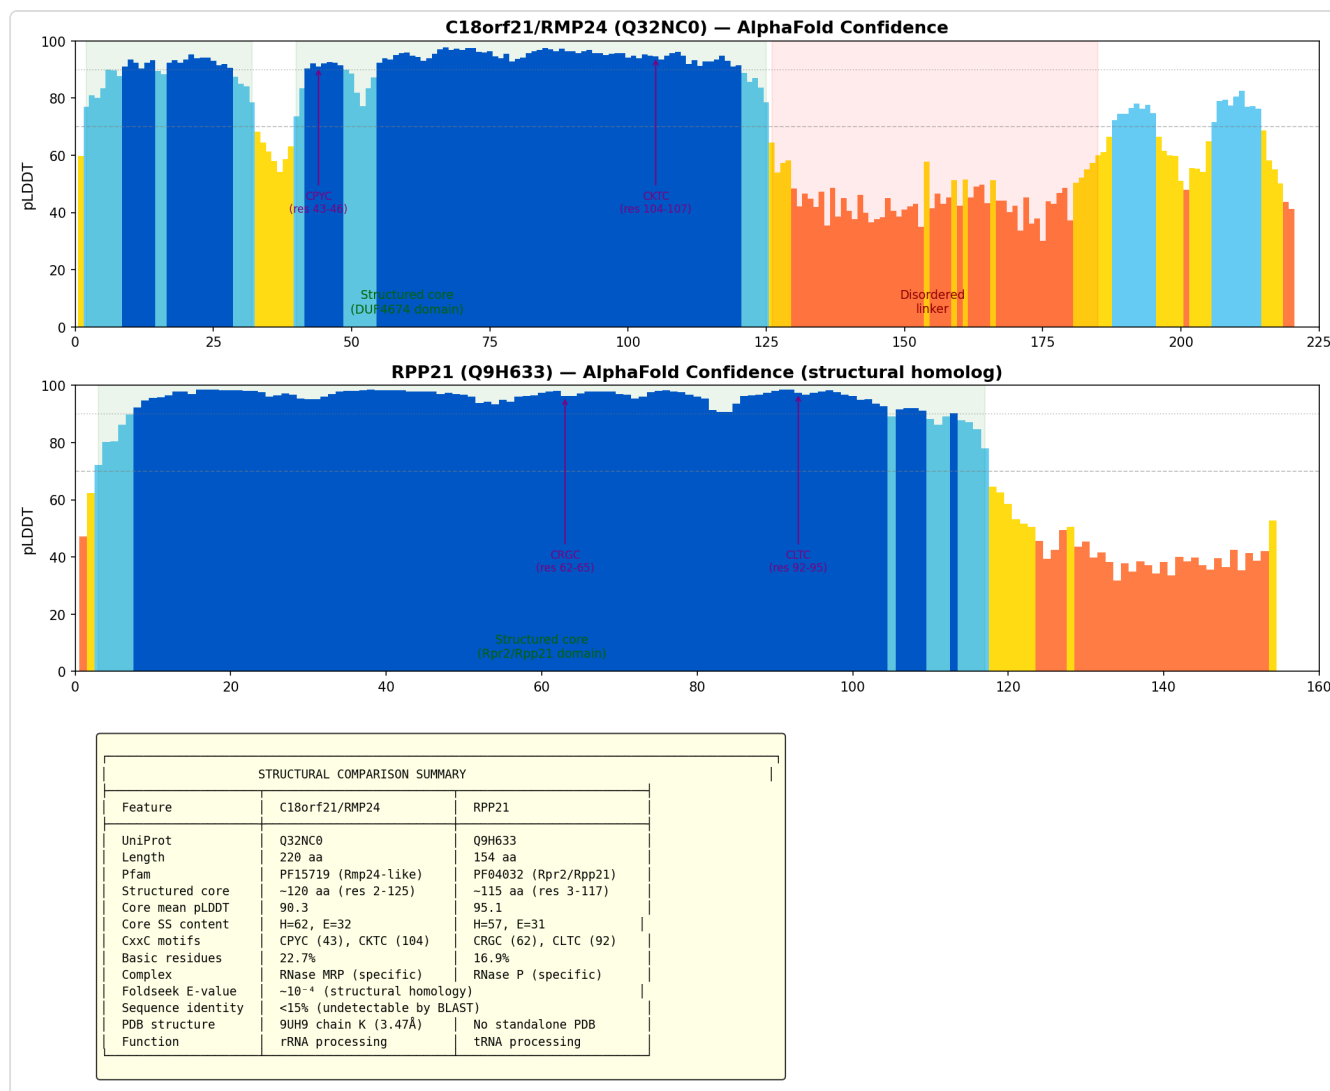 C18orf21/RMP24 (Q32NC0) — AlphaFold Confidence
100
80
60
40
20
0
pLDDT
CPYC
(res 43-46)
CKTC
(res 104-107)
Structured core
(DUF4674 domain)
Disordered
linker
0 25 50 75 100 125 150 175 200 225
RPP21 (Q9H633) — AlphaFold Confidence (structural homolog)
100
80
60
40
20
0
pLDDT
CRGC
(res 62-65)
CLTC
(res 92-95)
Structured core
(Rpr2/Rpp21 domain)
0 20 40 60 80 100 120 140 160
STRUCTURAL COMPARISON SUMMARY
Feature C18orf21/RMP24 RPP21
UniProt Q32NC0 Q9H633
Length 220 aa 154 aa
Pfam PF15719 (Rmp24-like) PF04032 (Rpr2/Rpp21)
Structured core ~120 aa (res 2-125) ~115 aa (res 3-117)
Core mean pLDDT 90.3 95.1
Core SS content H=62, E=32 H=57, E=31
CxxC motifs CPYC (43), CKTC (104) CRGC (62), CLTC (92)
Basic residues 22.7% 16.9%
Complex RNase MRP (specific) RNase P (specific)
Foldseek E-value ~10⁻⁴ (structural homology)
Sequence identity <15% (undetectable by BLAST)
PDB structure 9UH9 chain K (3.47Å) No standalone PDB
Function rRNA processing tRNA processing